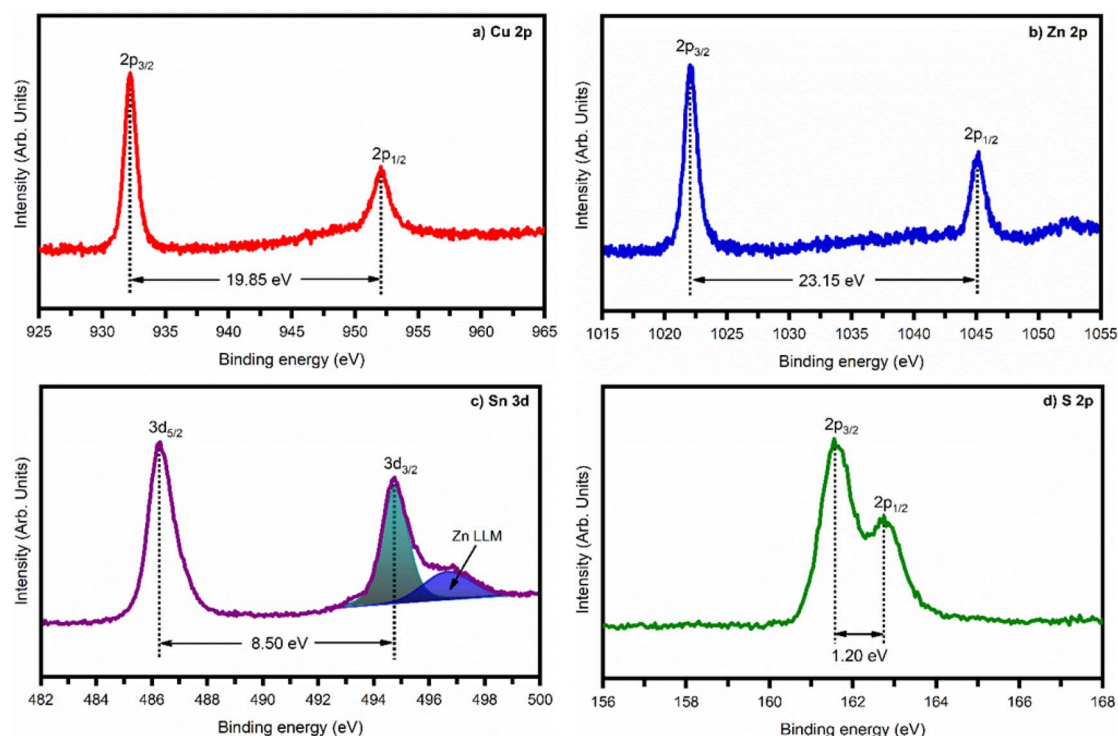 a) Cu 2p
2p3/2
2p1/2
19.85 eV
Intensity (Arb. Units)
925 930 935 940 945 950 955 960 965
Binding energy (eV)
b) Zn 2p
2p3/2
2p1/2
23.15 eV
Intensity (Arb. Units)
1015 1020 1025 1030 1035 1040 1045 1050 1055
Binding energy (eV)
c) Sn 3d
3d5/2
3d3/2
Zn LLM
8.50 eV
Intensity (Arb. Units)
482 484 486 488 490 492 494 496 498 500
Binding energy (eV)
d) S 2p
2p3/2
2p1/2
1.20 eV
Intensity (Arb. Units)
156 158 160 162 164 166 168
Binding energy (eV)